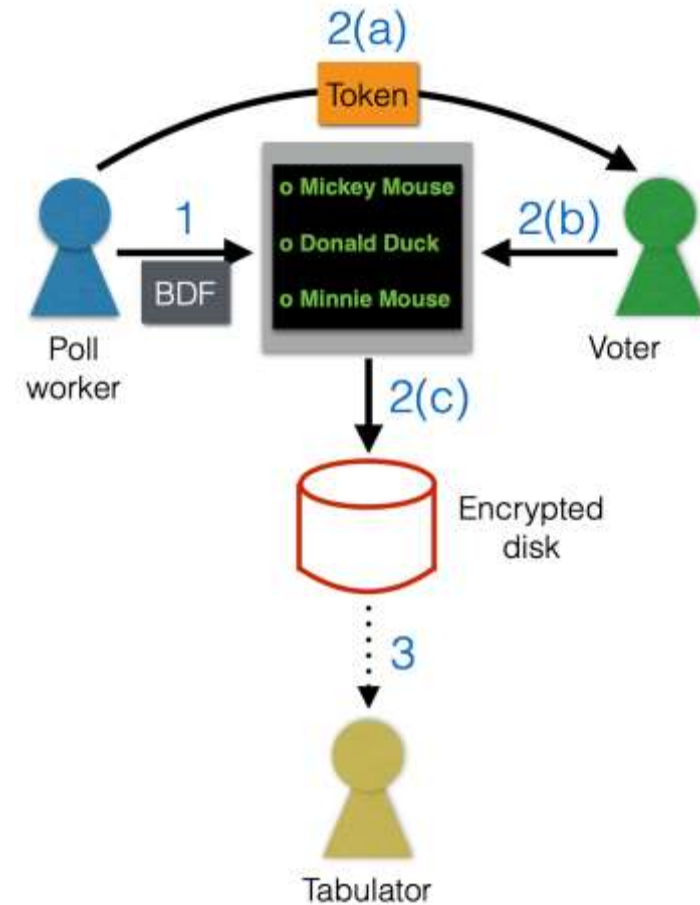 2(a)
Token
o Mickey Mouse
1
2(b)
o Donald Duck
BDF
o Minnie Mouse
Poll
worker
Voter
2(c)
Encrypted
disk
3
Tabulator